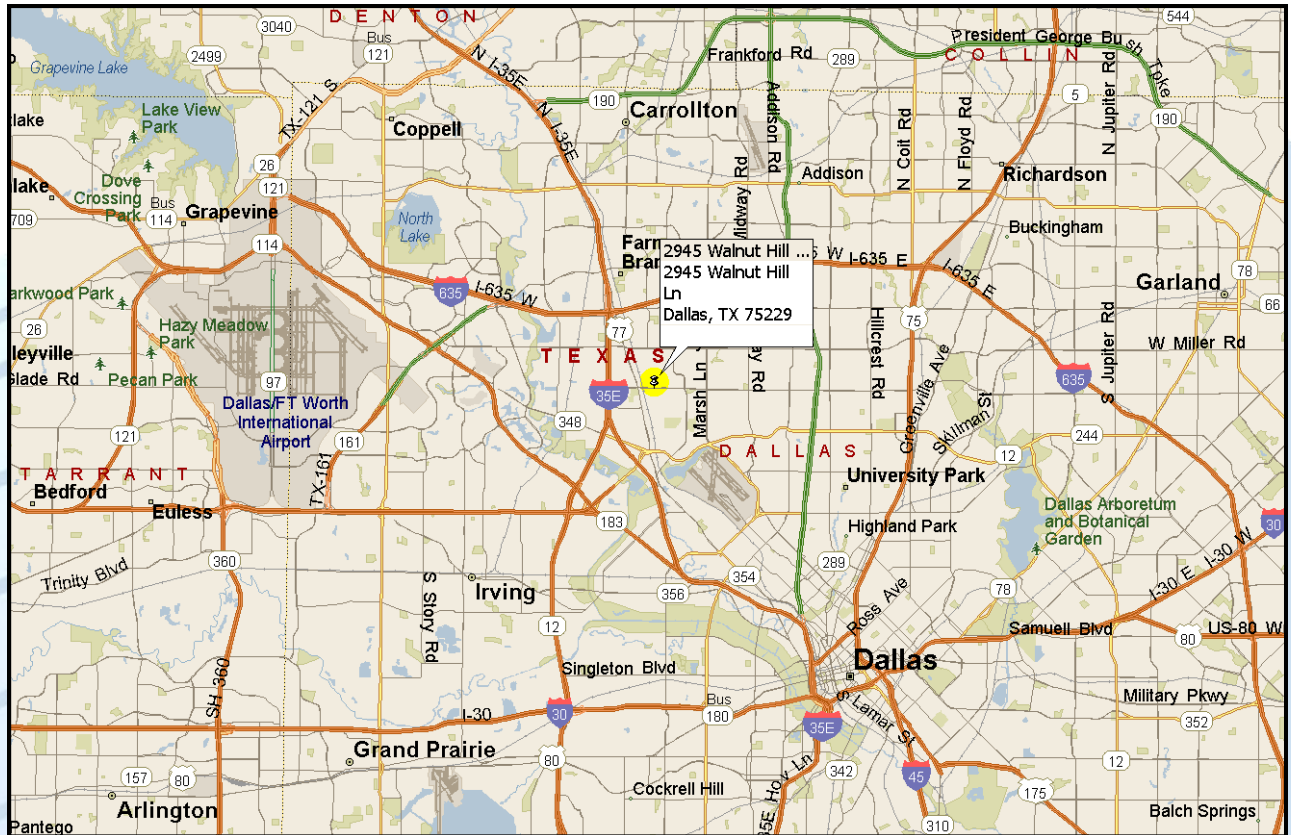 DENTON
3040
2499
Bus
121
N I-35E
Frankford Rd
289
President George Bush Tpke
544
COLLIN
Grapevine Lake
Lake View
Park
TX-121 S
Coppell
N I-35E
190
Carrollton
Addison Rd
N Coit Rd
N Floyd Rd
5
N Jupiter Rd
190
26
121
Dove
Crossing
Park
Bus
114
Grapevine
709
North
Lake
Addison
Richardson
Buckingham
114
2945 Walnut Hill ...
2945 Walnut Hill
Ln
Dallas, TX 75229
W I-635 E
I-635 E
635
I-635 W
77
75
78
Garland
66
26
Hazy Meadow
Park
Pecan Park
Glade Rd
TEXAS
Hillcrest Rd
Greenville Ave
W Miller Rd
S Jupiter Rd
635
97
Dallas/FT Worth
International
Airport
35E
Marsh Ln
348
Skillman St
244
12
121
161
TX-161
TARRANT
Bedford
Euless
DALLAS
University Park
183
Highland Park
Dallas Arboretum
and Botanical
Garden
30
360
Trinity Blvd
S Story Rd
Irving
354
356
289
Ross Ave
78
I-30 E
I-30 W
12
Samuell Blvd
80
US-80 W
Singleton Blvd
Dallas
SH 360
I-30
30
Bus
180
35E
S Lamar St
Military Pkwy
352
Grand Prairie
80
157
80
342
45
12
175
Cockrell Hill
Arlington
310
Balch Springs
Pantego